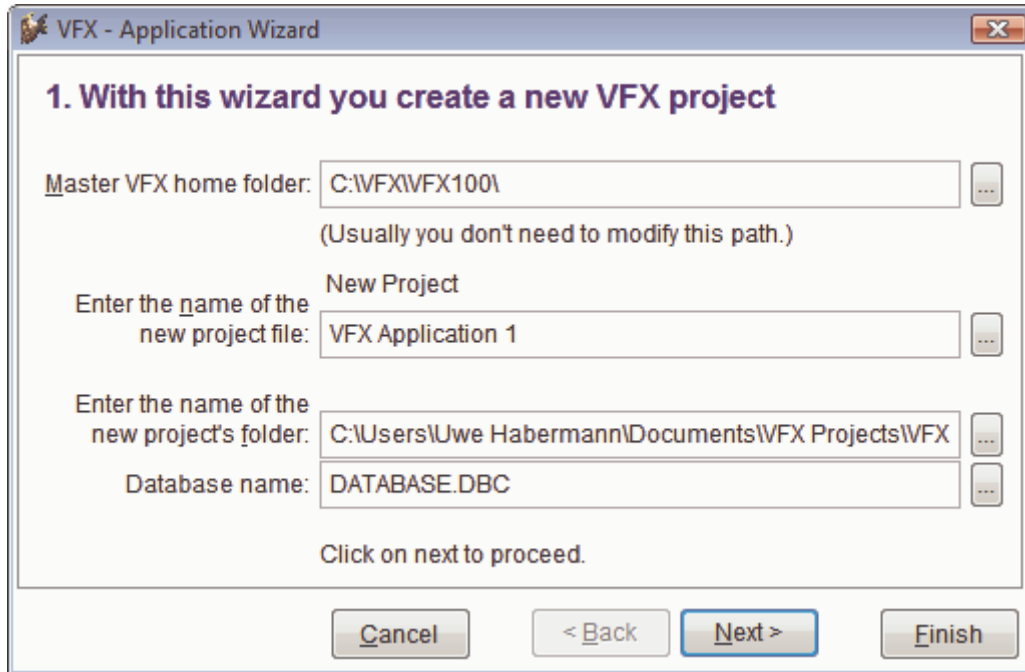 VFX - Application Wizard
1. With this wizard you create a new VFX project
Master VFX home folder: C:\VFX\VFX100\ ...
(Usually you don't need to modify this path.)
New Project
Enter the name of the
new project file: VFX Application 1 ...
Enter the name of the
new project's folder: C:\Users\Uwe Habermann\Documents\VFX Projects\VFX ...
Database name: DATABASE.DBC ...
Click on next to proceed.
Cancel < Back Next > Finish